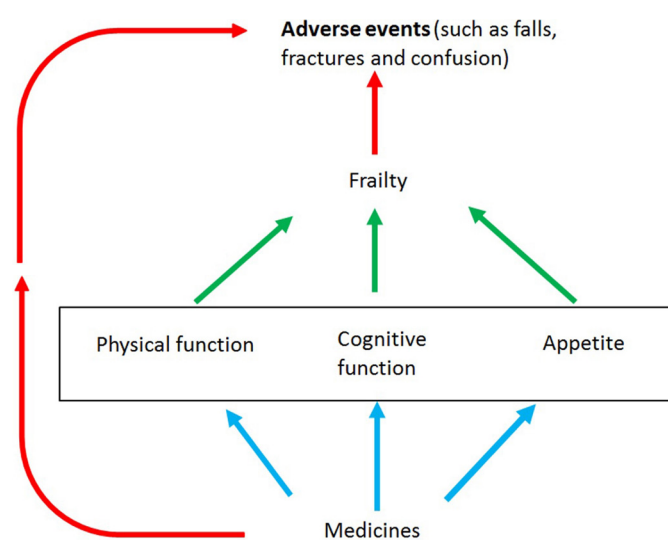 Adverse events (such as falls,
fractures and confusion)
Frailty
Physical function
Cognitive
function
Appetite
Medicines